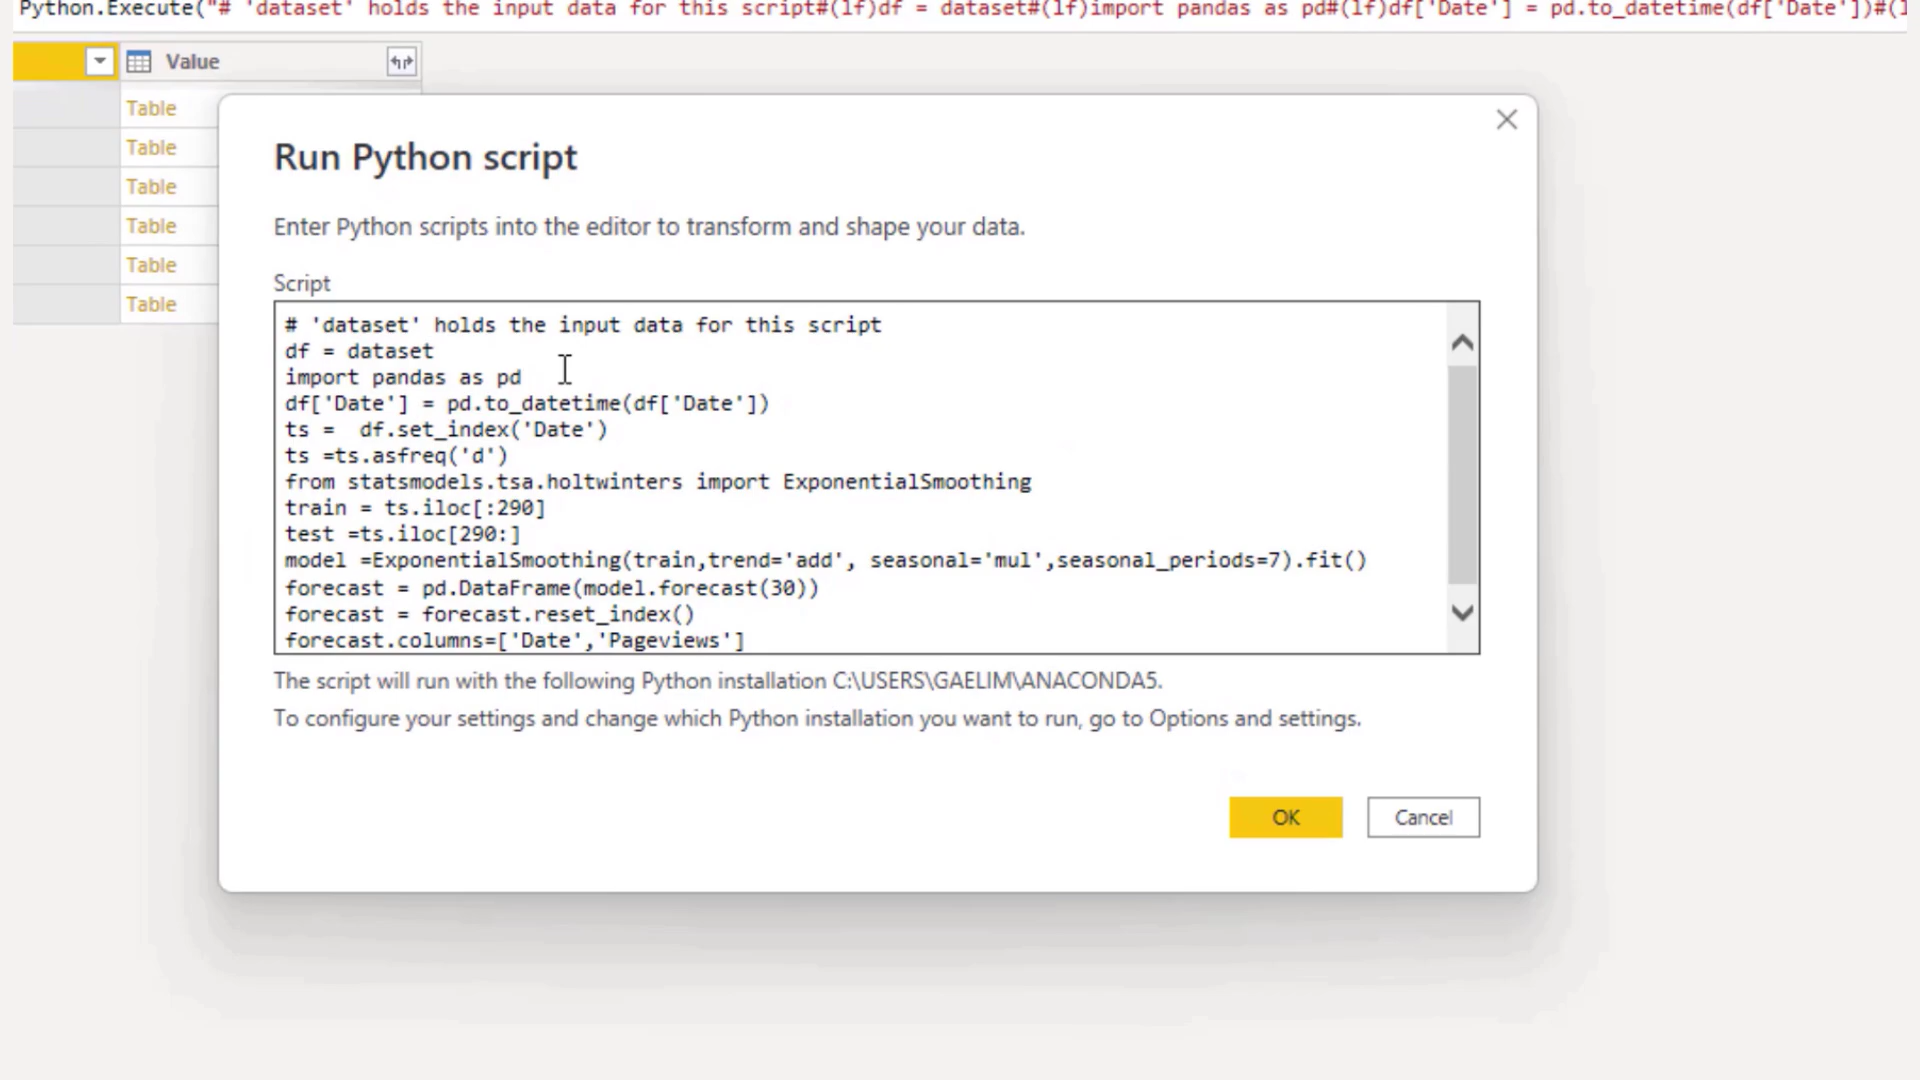 Python.Execute("# 'dataset' holds the input data for this script#(lf)df = dataset#(lf)import pandas as pd#(lf)df['Date'] = pd.to_datetime(df['Date'])#(l
Value
Table
Table
Table
Table
Table
Table
Run Python script
Enter Python scripts into the editor to transform and shape your data.
Script
# 'dataset' holds the input data for this script
df = dataset
import pandas as pd
df['Date'] = pd.to_datetime(df['Date'])
ts =  df.set_index('Date')
ts =ts.asfreq('d')
from statsmodels.tsa.holtwinters import ExponentialSmoothing
train = ts.iloc[:290]
test =ts.iloc[290:]
model =ExponentialSmoothing(train,trend='add', seasonal='mul',seasonal_periods=7).fit()
forecast = pd.DataFrame(model.forecast(30))
forecast = forecast.reset_index()
forecast.columns=['Date','Pageviews']
The script will run with the following Python installation C:\USERS\GAELIM\ANACONDA5.
To configure your settings and change which Python installation you want to run, go to Options and settings.
OK
Cancel